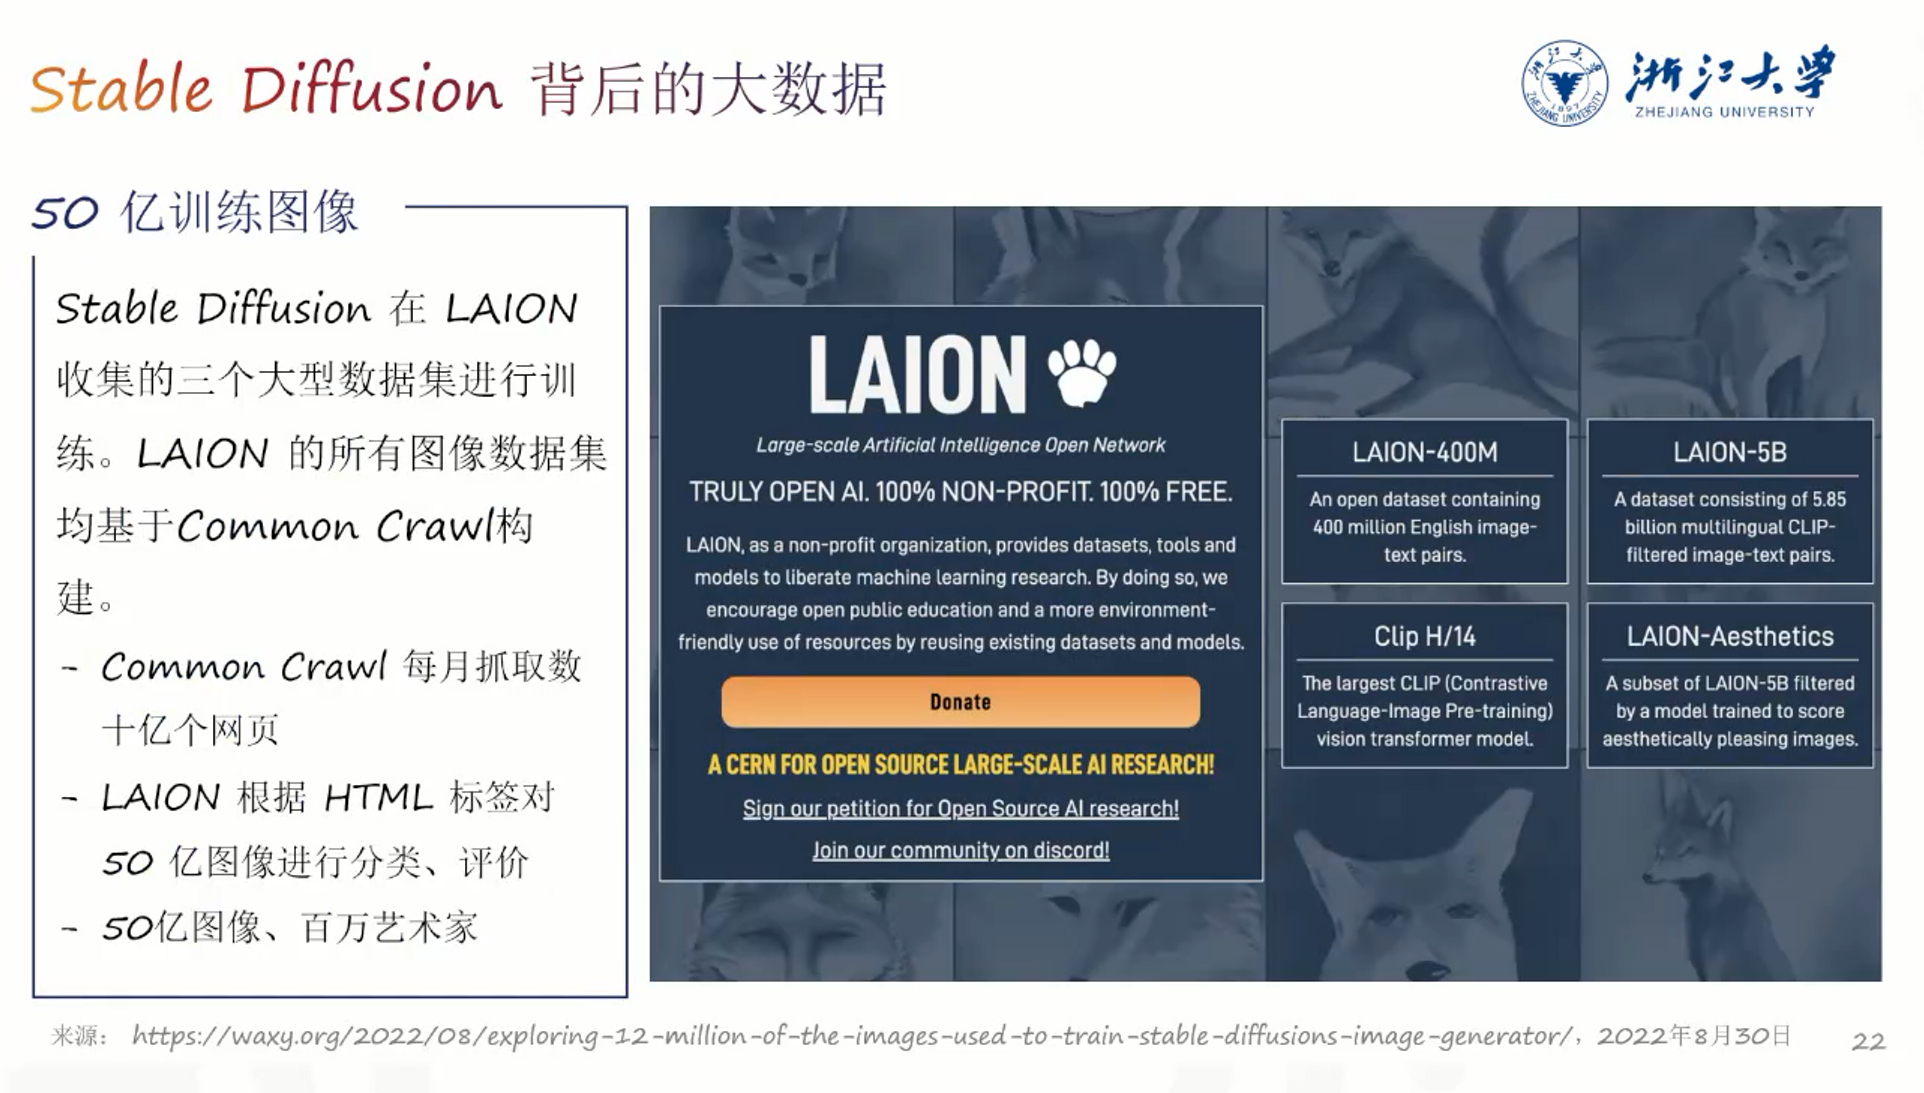 Stable Diffusion 背后的大数据
浙江大学
ZHEJIANG UNIVERSITY
50 亿训练图像
Stable Diffusion 在 LAION
收集的三个大型数据集进行训
练。LAION 的所有图像数据集
均基于Common Crawl构
建。
- Common Crawl 每月抓取数
十亿个网页
- LAION 根据 HTML 标签对
50 亿图像进行分类、评价
- 50亿图像、百万艺术家
LAION
Large-scale Artificial Intelligence Open Network
TRULY OPEN AI. 100% NON-PROFIT. 100% FREE.
LAION, as a non-profit organization, provides datasets, tools and
models to liberate machine learning research. By doing so, we
encourage open public education and a more environment-
friendly use of resources by reusing existing datasets and models.
Donate
A CERN FOR OPEN SOURCE LARGE-SCALE AI RESEARCH!
Sign our petition for Open Source AI research!
Join our community on discord!
LAION-400M
An open dataset containing
400 million English image-
text pairs.
LAION-5B
A dataset consisting of 5.85
billion multilingual CLIP-
filtered image-text pairs.
Clip H/14
The largest CLIP (Contrastive
Language-Image Pre-training)
vision transformer model.
LAION-Aesthetics
A subset of LAION-5B filtered
by a model trained to score
aesthetically pleasing images.
来源： https://waxy.org/2022/08/exploring-12-million-of-the-images-used-to-train-stable-diffusions-image-generator/，2022年8月30日
22